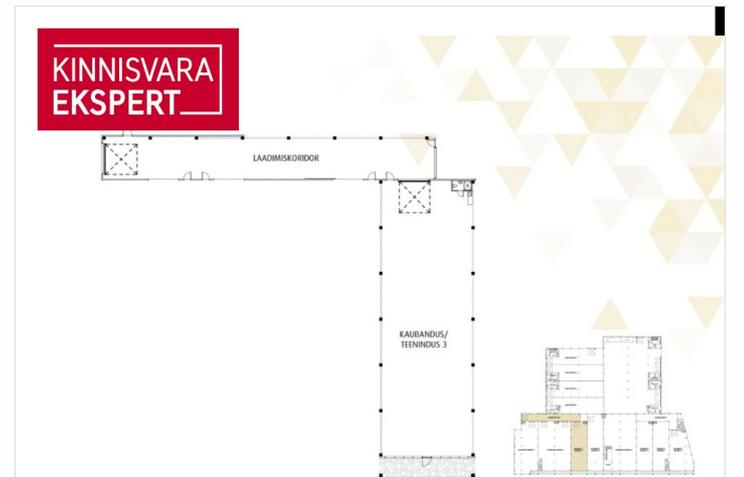 KINNISVARA
EKSPERT
LAADIMISKORIDOR
KAUBANDUS/
TEENINDUS 3